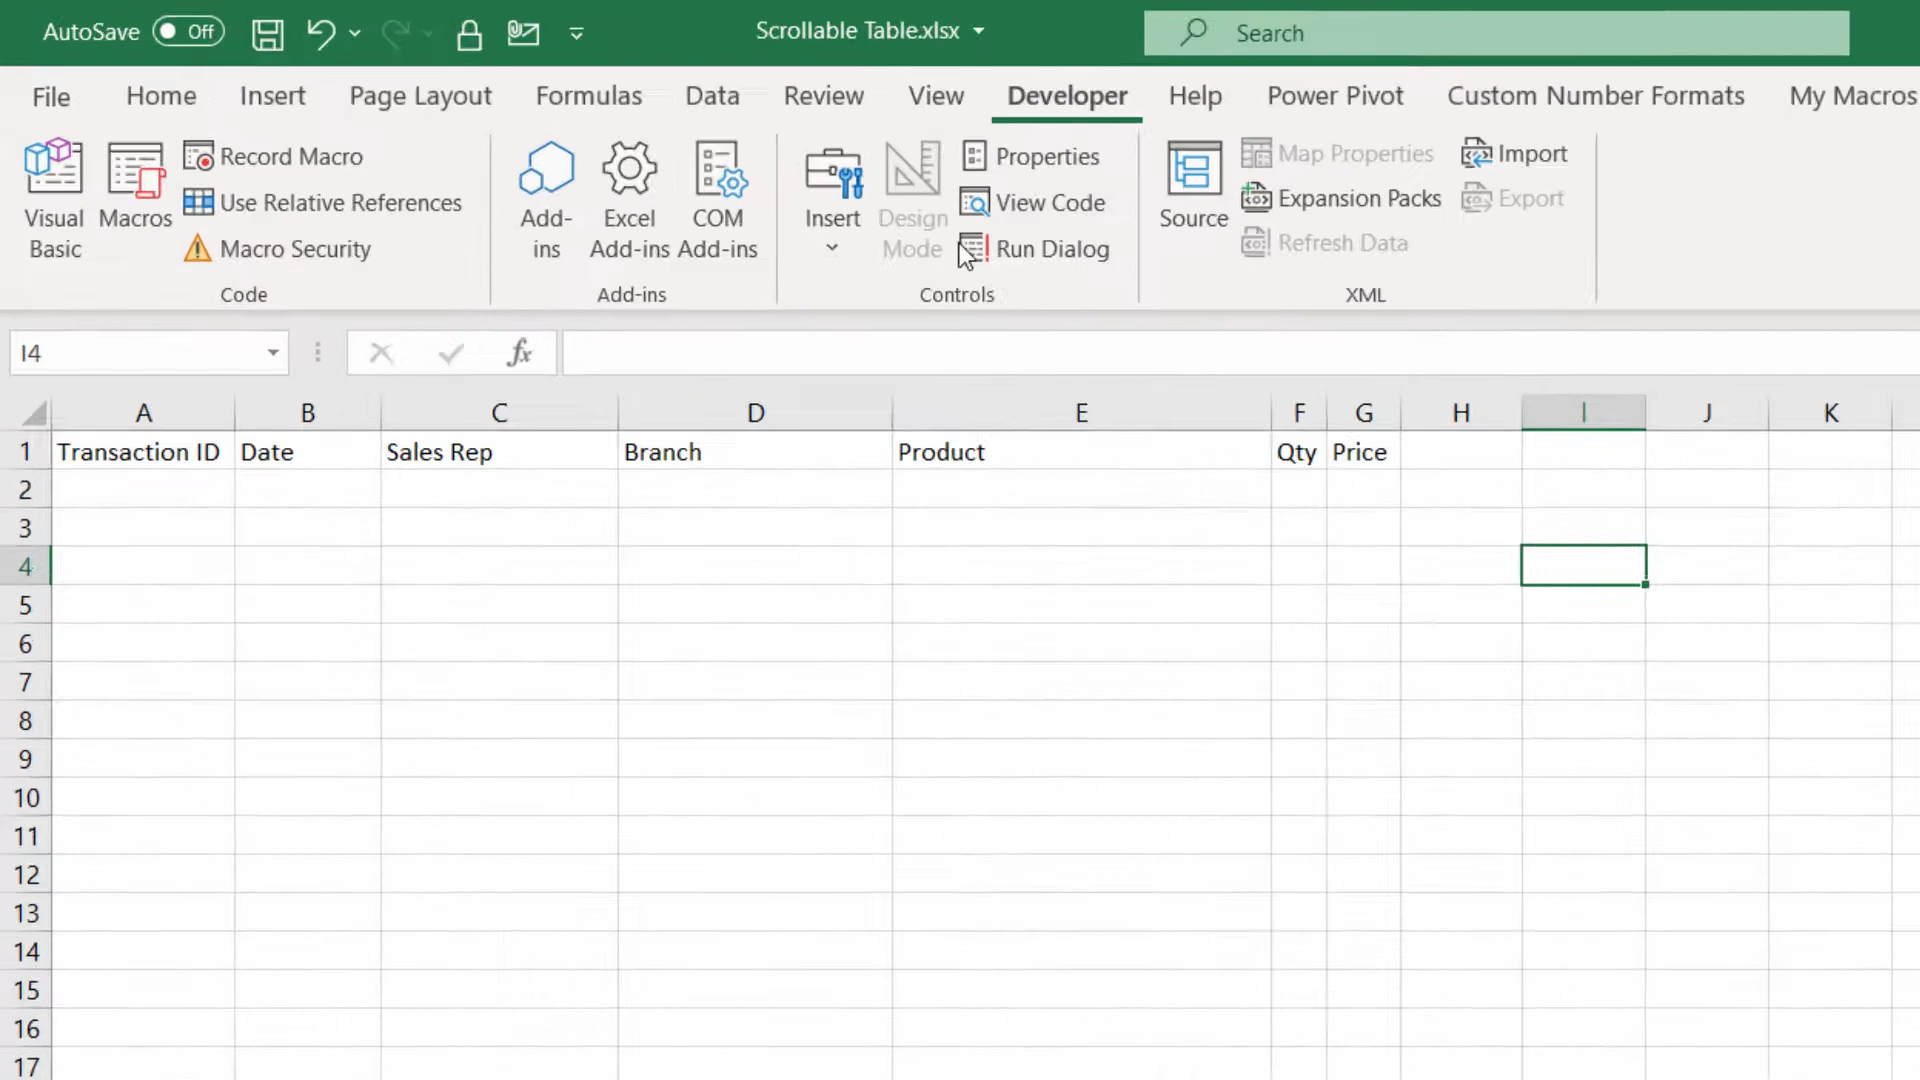 AutoSave Off Scrollable Table.xlsx Search
File Home Insert Page Layout Formulas Data Review View Developer Help Power Pivot Custom Number Formats My Macros
Visual Basic
Macros
Record Macro
Use Relative References
Macro Security
Code
Add-ins
Excel Add-ins
COM Add-ins
Add-ins
Insert
Design Mode
Properties
View Code
Run Dialog
Controls
Source
Map Properties
Expansion Packs
Refresh Data
Import
Export
XML
I4 fx
A B C D E F G H I J K
1 Transaction ID Date Sales Rep Branch Product Qty Price
2
3
4
5
6
7
8
9
10
11
12
13
14
15
16
17